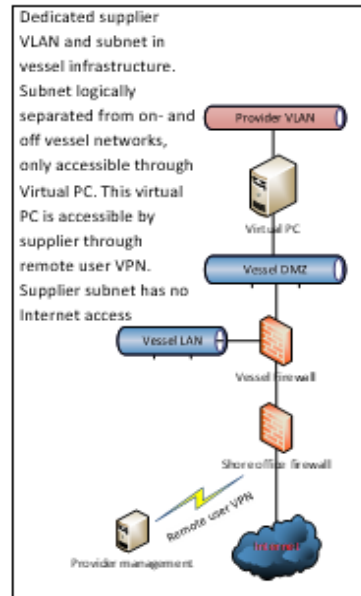 Dedicated supplier
VLAN and subnet in
vessel infrastructure.
Subnet logically
separated from on- and
off vessel networks,
only accessible through
Virtual PC. This virtual
PC is accessible by
supplier through
remote user VPN.
Supplier subnet has no
Internet access
Provider VLAN
Virtual PC
Vessel DMZ
Vessel LAN
Vessel Firewall
Shore office firewall
Remote user VPN
Provider management
Internet